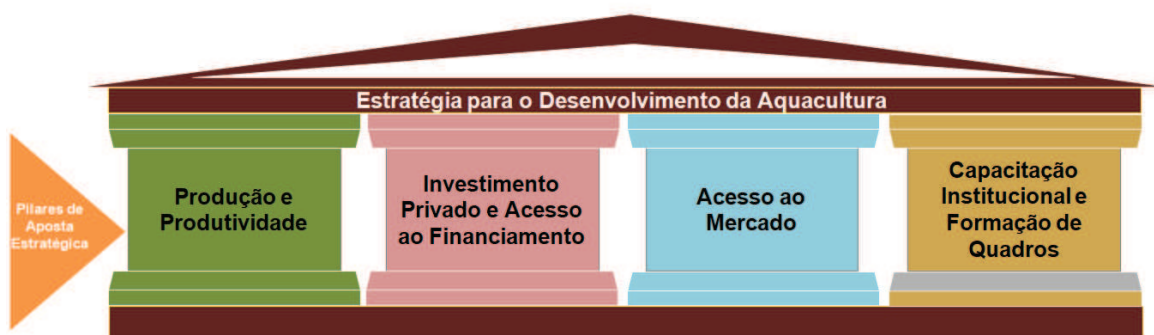 Estratégia para o Desenvolvimento da Aquacultura
Pilares de
Aposta
Estratégica
Produção e
Produtividade
Investimento
Privado e Acesso
ao Financiamento
Acesso ao
Mercado
Capacitação
Institucional e
Formação de
Quadros